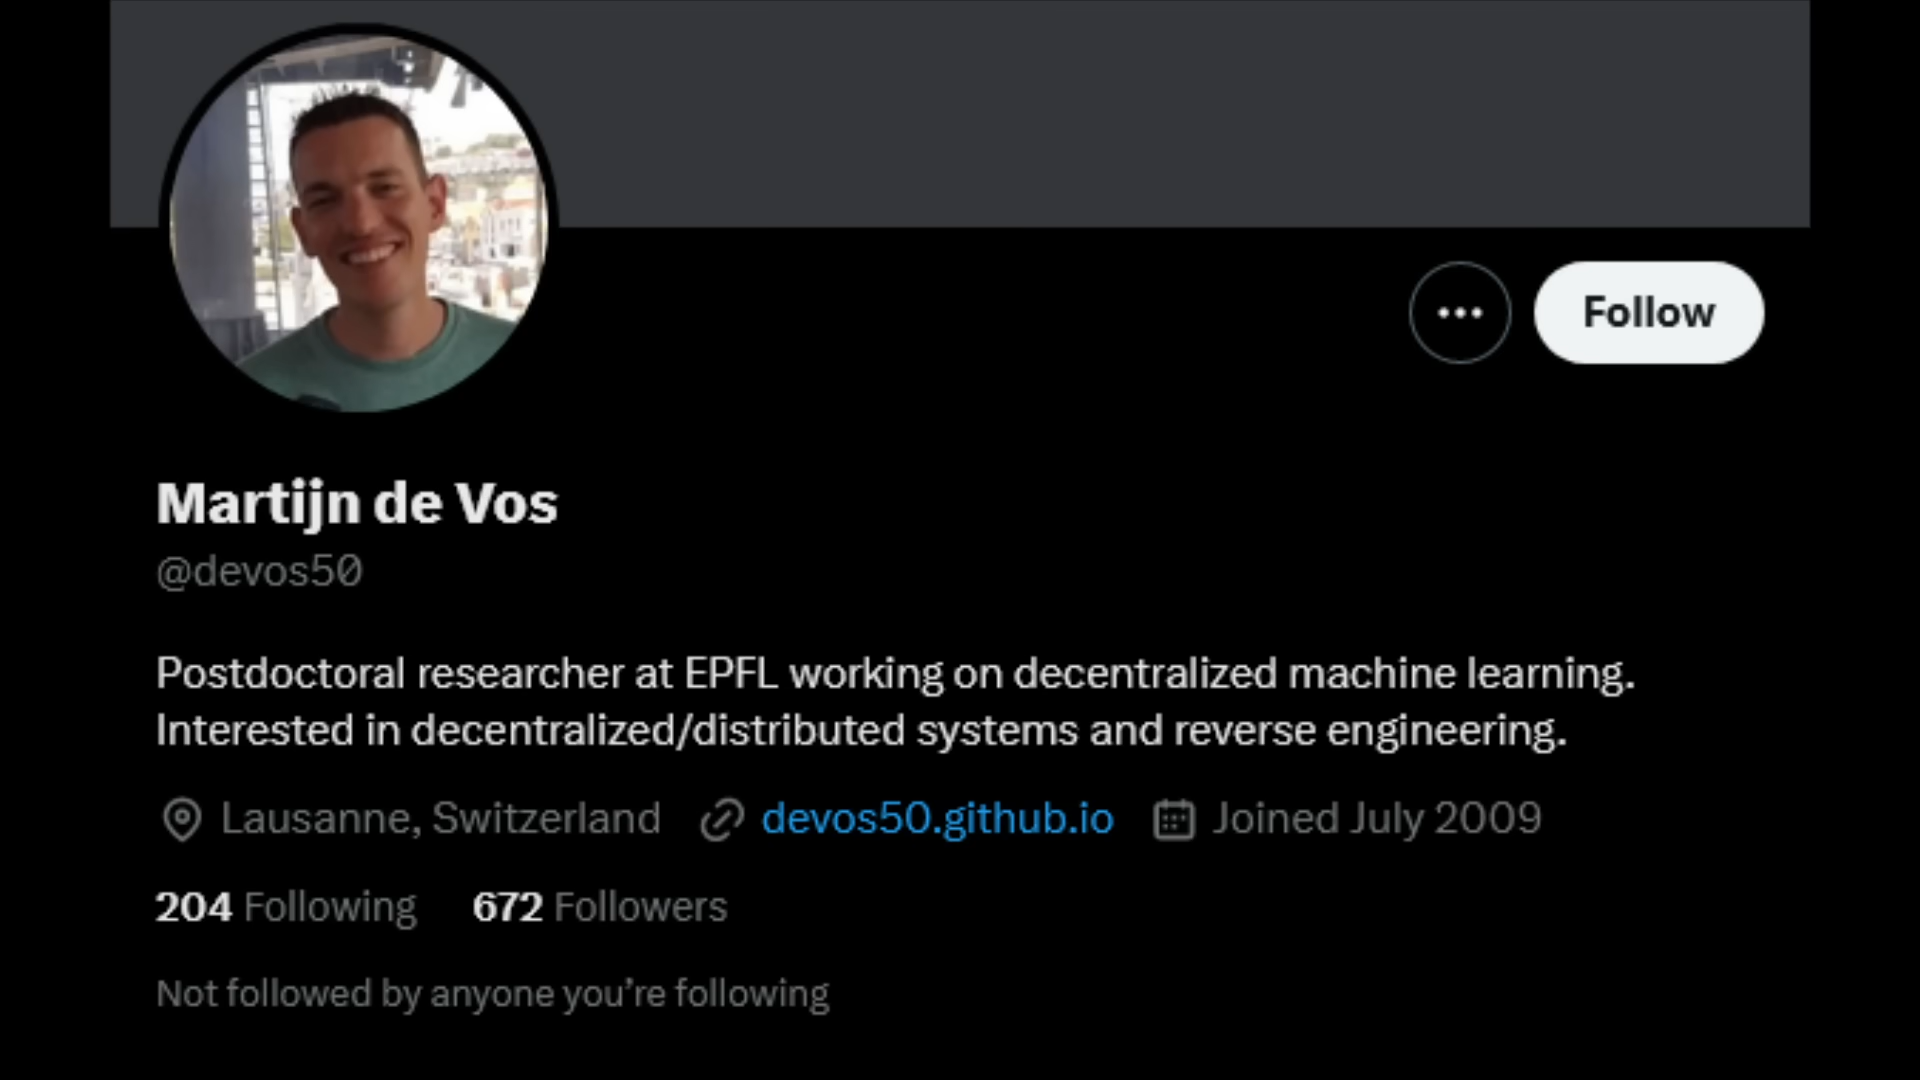 Follow
Martijn de Vos
@devos50
Postdoctoral researcher at EPFL working on decentralized machine learning.
Interested in decentralized/distributed systems and reverse engineering.
Lausanne, Switzerland devos50.github.io Joined July 2009
204 Following 672 Followers
Not followed by anyone you’re following